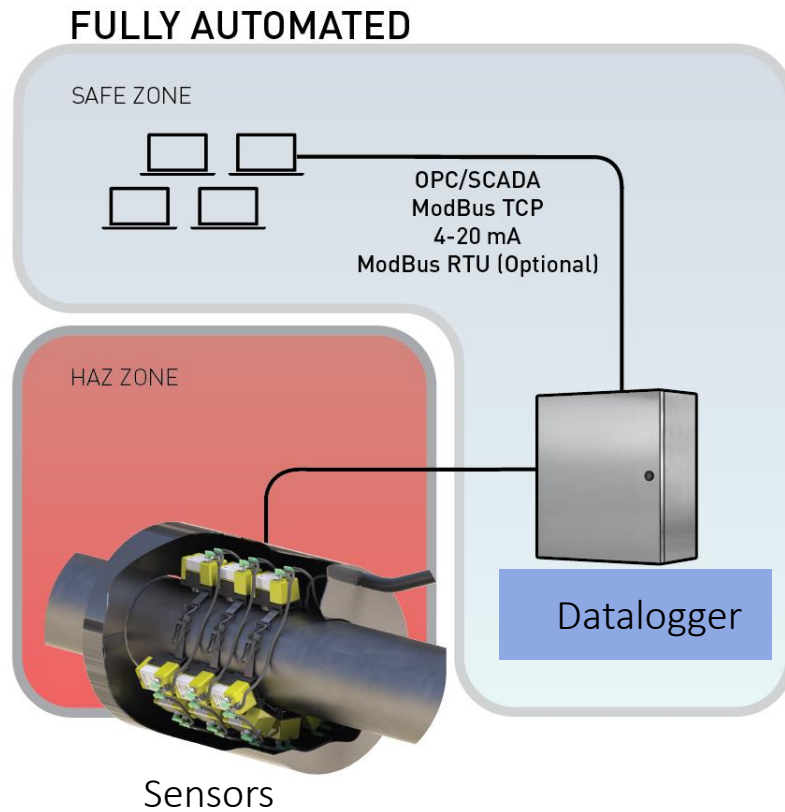 FULLY AUTOMATED
SAFE ZONE
OPC/SCADA
ModBus TCP
4-20 mA
ModBus RTU (Optional)
HAZ ZONE
Datalogger
Sensors